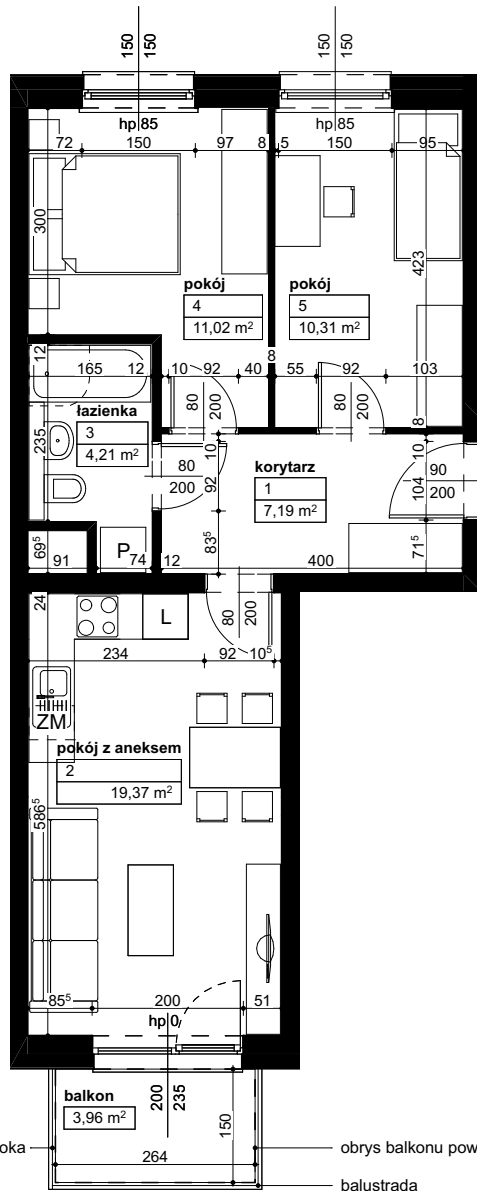 150 150
150 150
hp 85
hp 85
72 150 97 8 5 150 95
300
423
pokój
4
11,02 m²
pokój
5
10,31 m²
8
12
165 12 10 92 40 55 92 103
80
200
80
200
8
łazienka
3
4,21 m²
235
80
200
10
92
83⁵
korytarz
1
7,19 m²
10
104
71⁵
90
200
69⁵
91
P
74 12 400
24
L
80
200
234 92 10⁵
ZM
pokój z aneksem
2
19,37 m²
586⁵
85⁵ 200 51
hp 0
200
235
balkon
3,96 m²
150
264
oka
obrys balkonu pow
balustrada